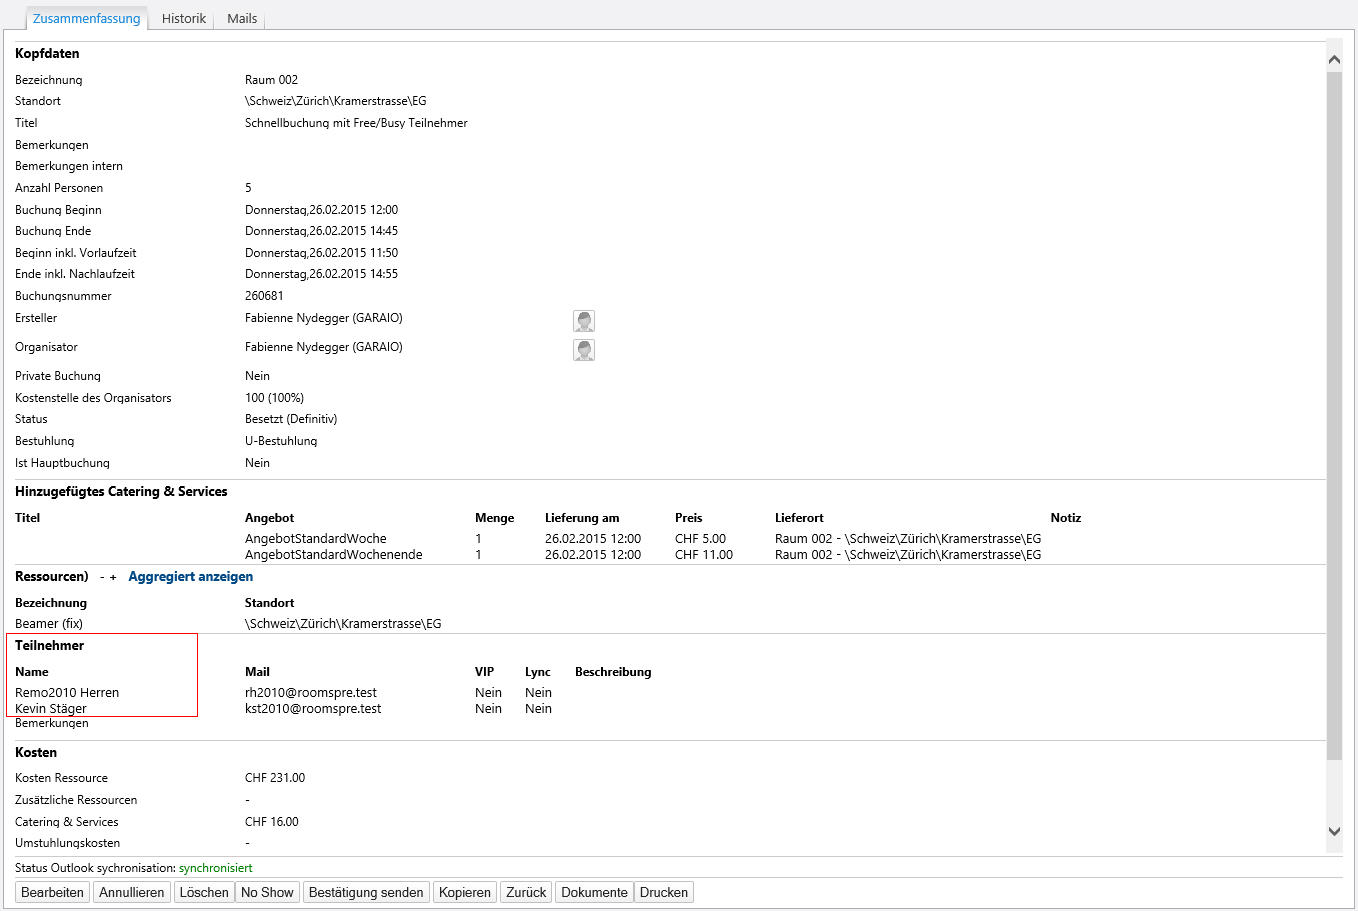 Zusammenfassung Historik Mails
Kopfdaten
Bezeichnung Raum 002
Standort \Schweiz\Zürich\Kramerstrasse\EG
Titel Schnellbuchung mit Free/Busy Teilnehmer
Bemerkungen
Bemerkungen intern
Anzahl Personen 5
Buchung Beginn Donnerstag,26.02.2015 12:00
Buchung Ende Donnerstag,26.02.2015 14:45
Beginn inkl. Vorlaufzeit Donnerstag,26.02.2015 11:50
Ende inkl. Nachlaufzeit Donnerstag,26.02.2015 14:55
Buchungsnummer 260681
Ersteller Fabienne Nydegger (GARAIO)
Organisator Fabienne Nydegger (GARAIO)
Private Buchung Nein
Kostenstelle des Organisators 100 (100%)
Status Besetzt (Definitiv)
Bestuhlung U-Bestuhlung
Ist Hauptbuchung Nein
Hinzugefügtes Catering & Services
Titel Angebot Menge Lieferung am Preis Lieferort Notiz
AngebotStandardWoche 1 26.02.2015 12:00 CHF 5.00 Raum 002 - \Schweiz\Zürich\Kramerstrasse\EG
AngebotStandardWochenende 1 26.02.2015 12:00 CHF 11.00 Raum 002 - \Schweiz\Zürich\Kramerstrasse\EG
Ressourcen) - + Aggregiert anzeigen
Bezeichnung Standort
Beamer (fix) \Schweiz\Zürich\Kramerstrasse\EG
Teilnehmer
Name Mail VIP Lync Beschreibung
Remo2010 Herren rh2010@roomspre.test Nein Nein
Kevin Stäger kst2010@roomspre.test Nein Nein
Bemerkungen
Kosten
Kosten Ressource CHF 231.00
Zusätzliche Ressourcen -
Catering & Services CHF 16.00
Umstuhlungskosten -
Status Outlook sychronisation: synchronisiert
Bearbeiten Annullieren Löschen No Show Bestätigung senden Kopieren Zurück Dokumente Drucken